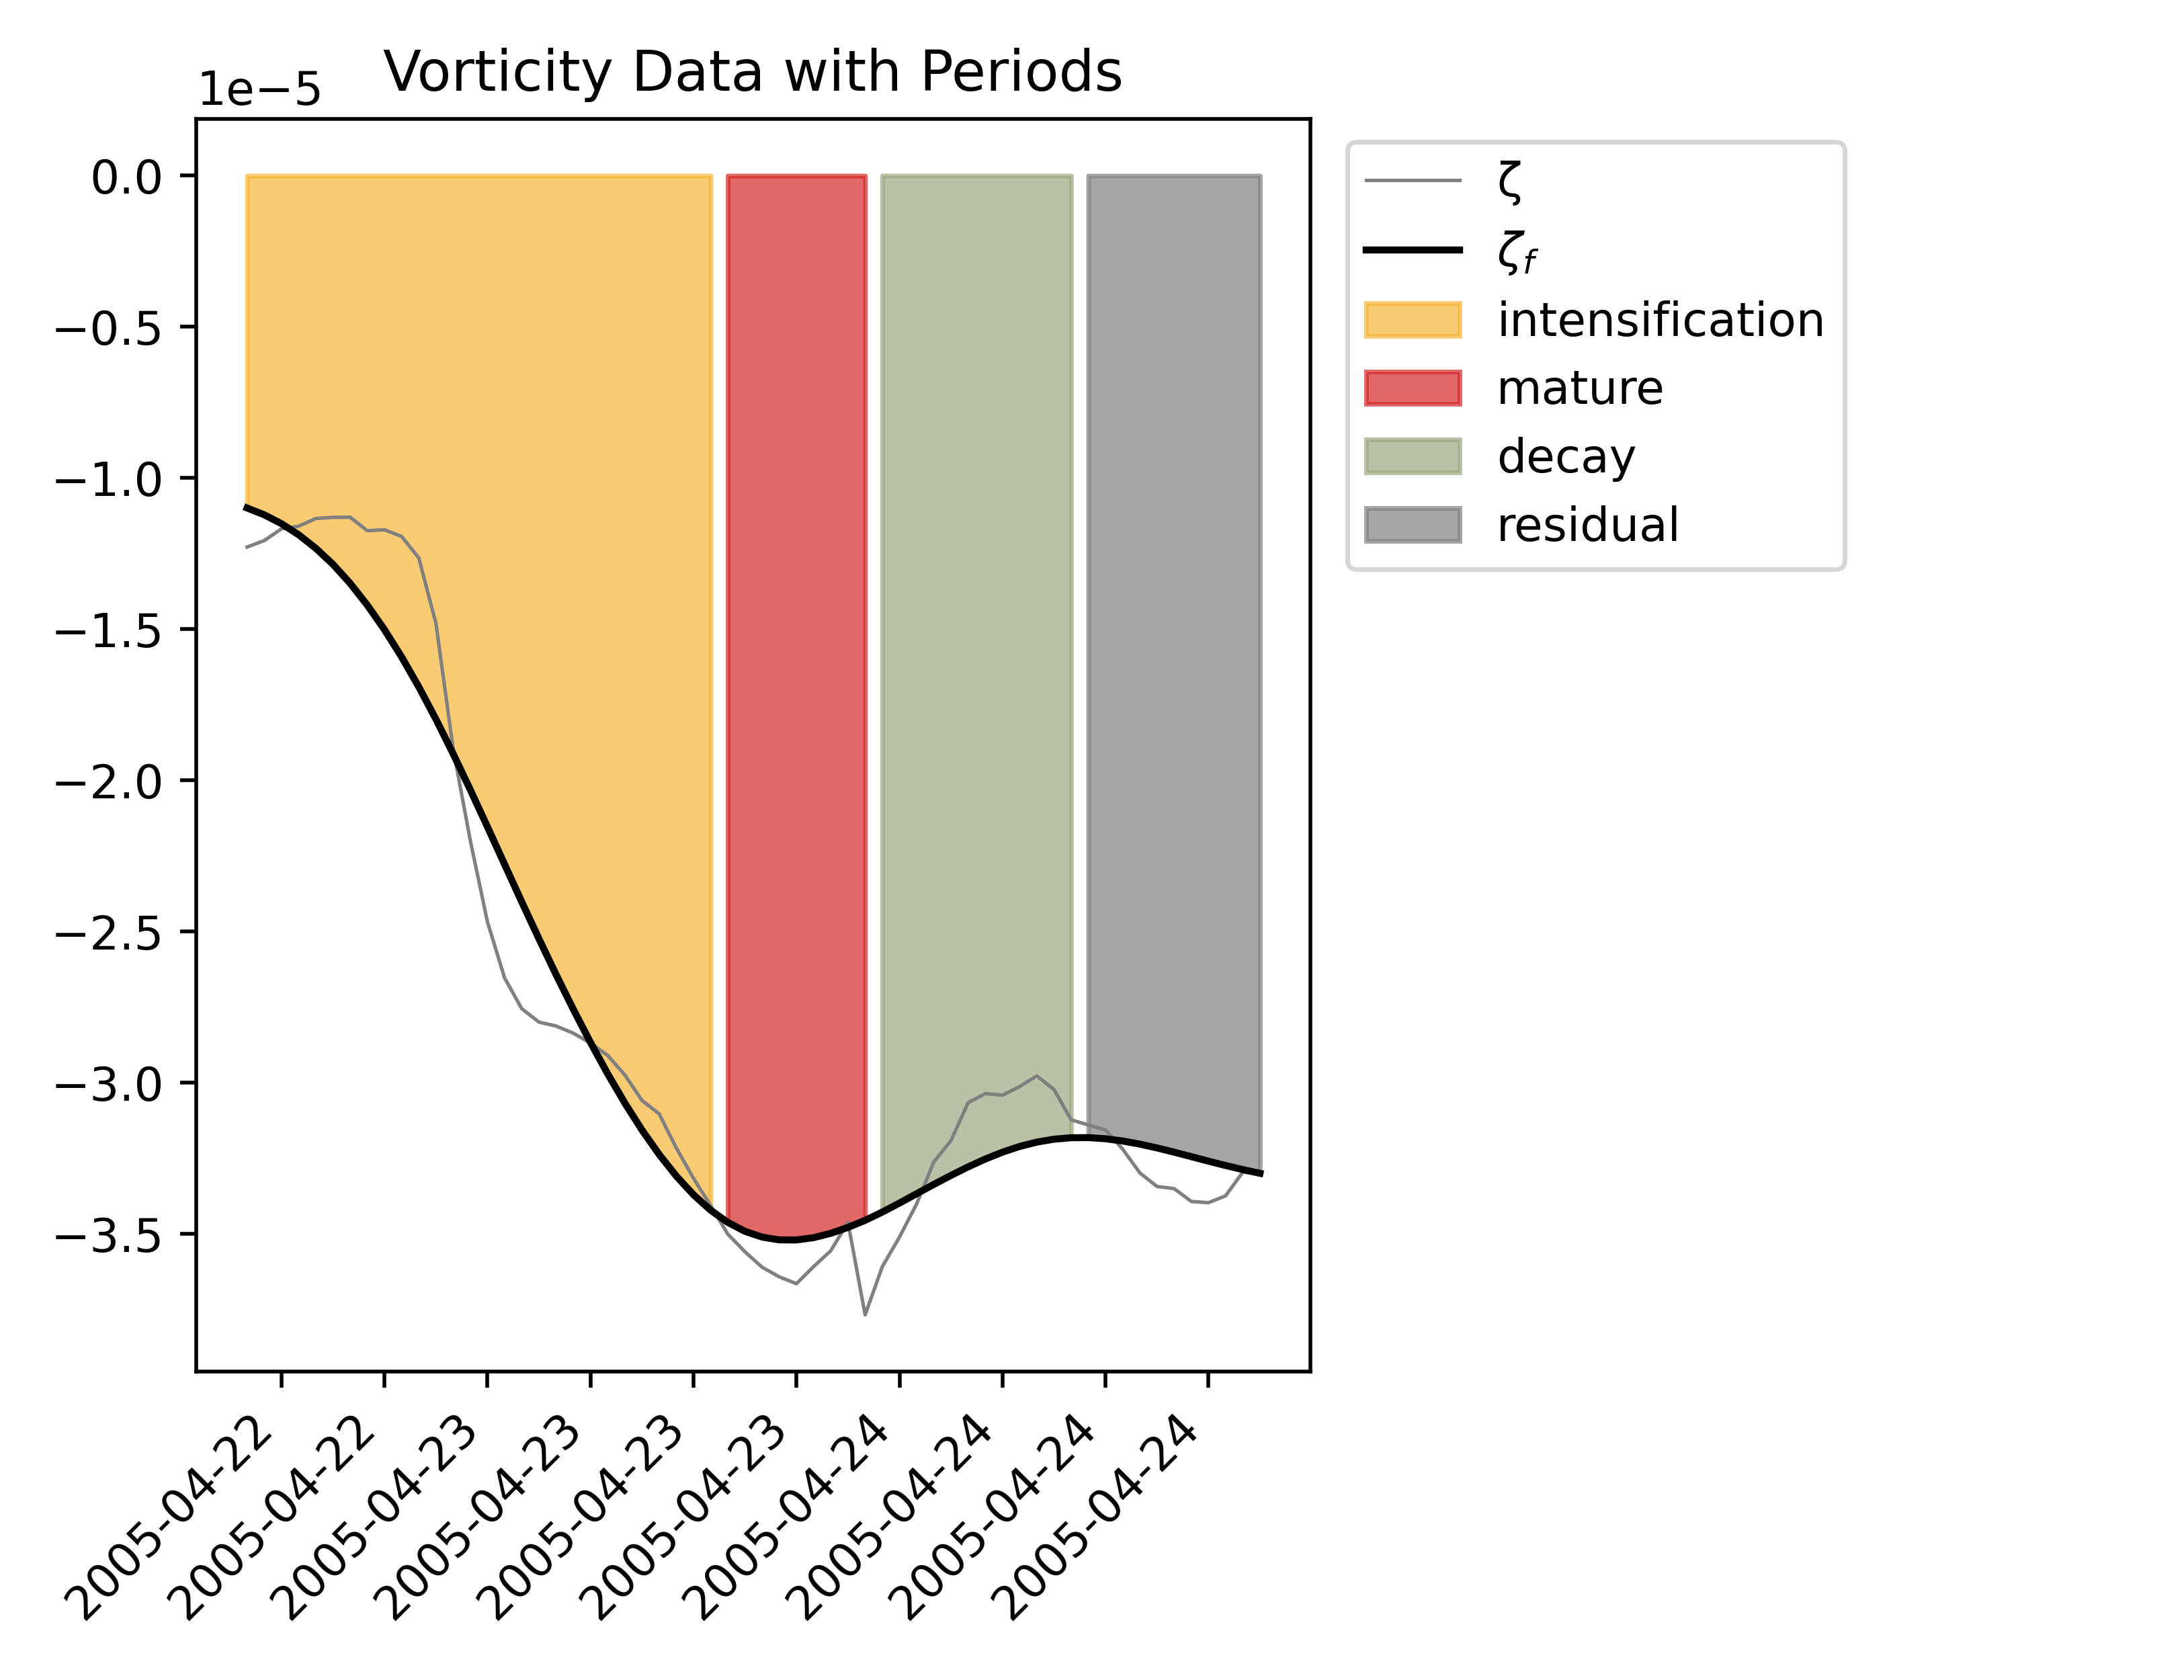 Vorticity Data with Periods
1e−5
0.0
−0.5
−1.0
−1.5
−2.0
−2.5
−3.0
−3.5
2005-04-22
2005-04-22
2005-04-23
2005-04-23
2005-04-23
2005-04-23
2005-04-24
2005-04-24
2005-04-24
2005-04-24
ζ
ζf
intensification
mature
decay
residual